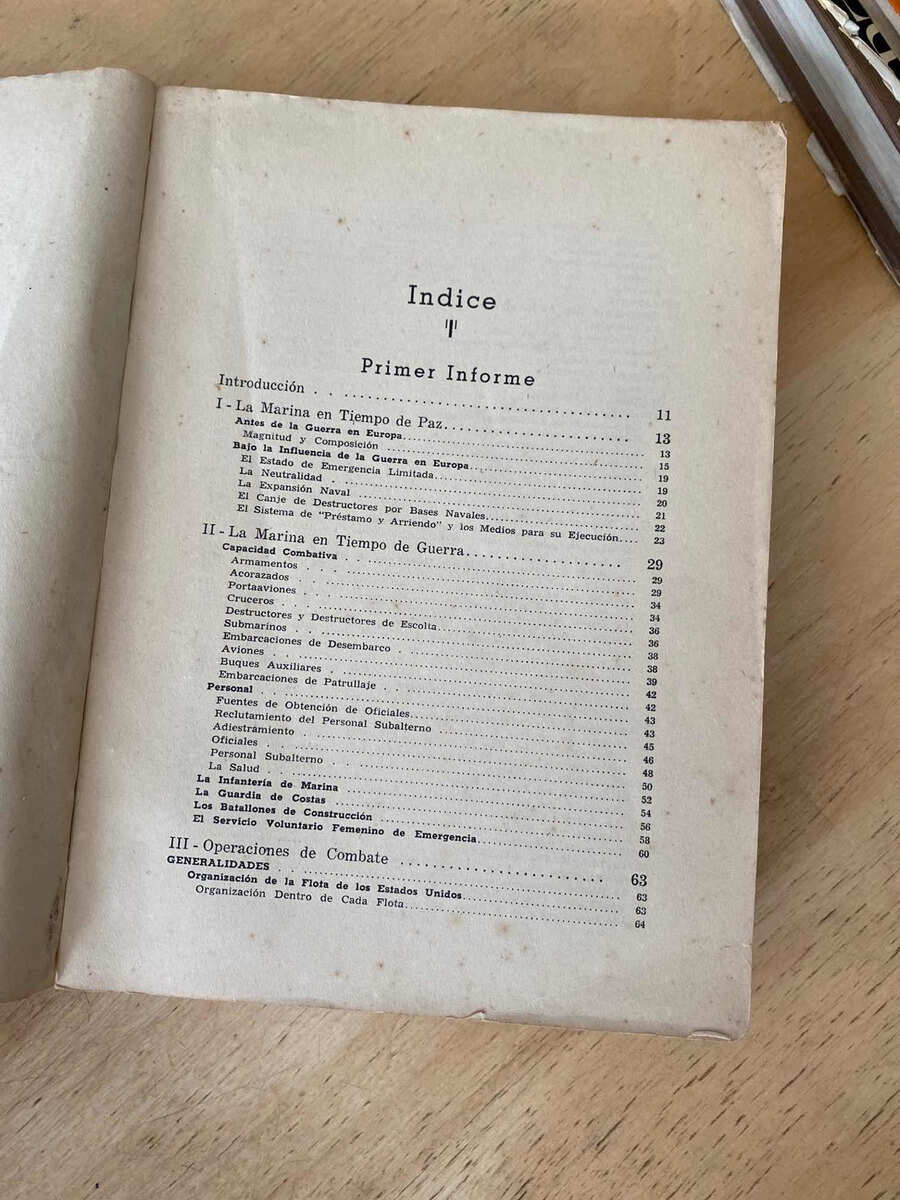 Indice
Primer Informe
Introducción . . . . . . . . . . . . . . . . . . . . 11
I - La Marina en Tiempo de Paz. . . . . . . . . . . . . 13
Antes de la Guerra en Europa. . . . . . . . . . . . . 13
Magnitud y Composición . . . . . . . . . . . . . 15
Bajo la Influencia de la Guerra en Europa. . . . . . . . . . . . . 19
El Estado de Emergencia Limitada. . . . . . . . . . . . . 19
La Neutralidad . . . . . . . . . . . . . 20
La Expansión Naval . . . . . . . . . . . . . 21
El Canje de Destructores por Bases Navales. . . . . . . . . . . . . 22
El Sistema de "Préstamo y Arriendo" y los Medios para su Ejecución. . . . 23
II - La Marina en Tiempo de Guerra. . . . . . . . . . . . . 29
Capacidad Combativa . . . . . . . . . . . . . 29
Armamentos . . . . . . . . . . . . . 29
Acorazados . . . . . . . . . . . . . 34
Portaaviones . . . . . . . . . . . . . 34
Cruceros . . . . . . . . . . . . . 36
Destructores y Destructores de Escolta. . . . . . . . . . . . . 36
Submarinos . . . . . . . . . . . . . 38
Embarcaciones de Desembarco . . . . . . . . . . . . . 38
Aviones . . . . . . . . . . . . . 39
Buques Auxiliares . . . . . . . . . . . . . 42
Embarcaciones de Patrullaje . . . . . . . . . . . . . 42
Personal . . . . . . . . . . . . . 43
Fuentes de Obtención de Oficiales. . . . . . . . . . . . . 43
Reclutamiento del Personal Subalterno . . . . . . . . . . . . . 45
Adiestramiento . . . . . . . . . . . . . 46
Oficiales . . . . . . . . . . . . . 48
Personal Subalterno . . . . . . . . . . . . . 50
La Salud . . . . . . . . . . . . . 52
La Infantería de Marina . . . . . . . . . . . . . 54
La Guardia de Costas . . . . . . . . . . . . . 56
Los Batallones de Construcción . . . . . . . . . . . . . 58
El Servicio Voluntario Femenino de Emergencia. . . . . . . . . . . . . 60
III - Operaciones de Combate . . . . . . . . . . . . . 63
GENERALIDADES . . . . . . . . . . . . . 63
Organización de la Flota de los Estados Unidos. . . . . . . . . . . . . 63
Organización Dentro de Cada Flota. . . . . . . . . . . . . 64